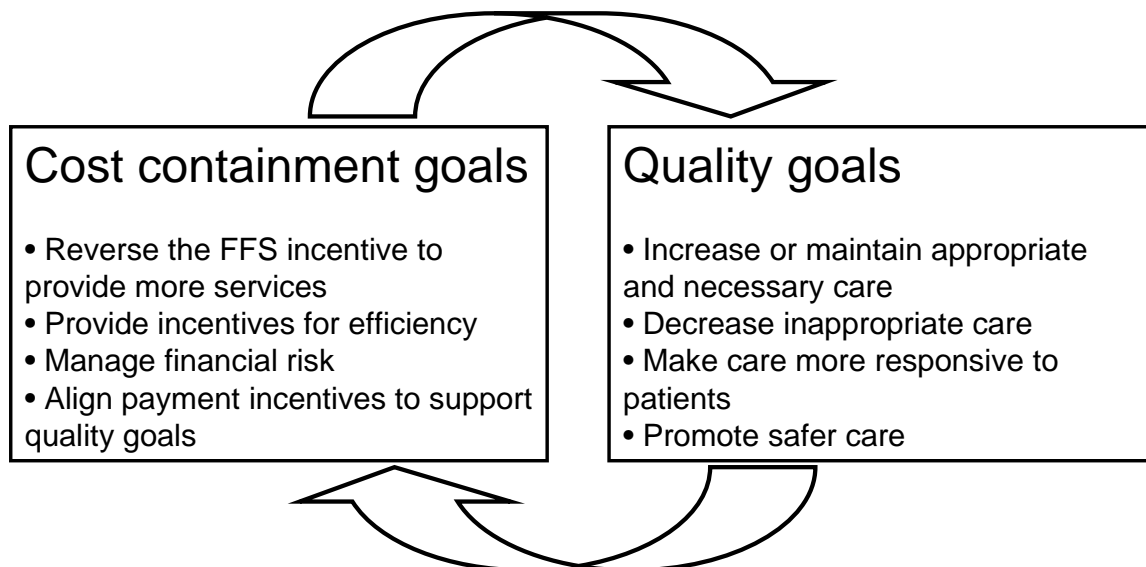 Cost containment goals
• Reverse the FFS incentive to
provide more services
• Provide incentives for efficiency
• Manage financial risk
• Align payment incentives to support
quality goals
Quality goals
• Increase or maintain appropriate
and necessary care
• Decrease inappropriate care
• Make care more responsive to
patients
• Promote safer care